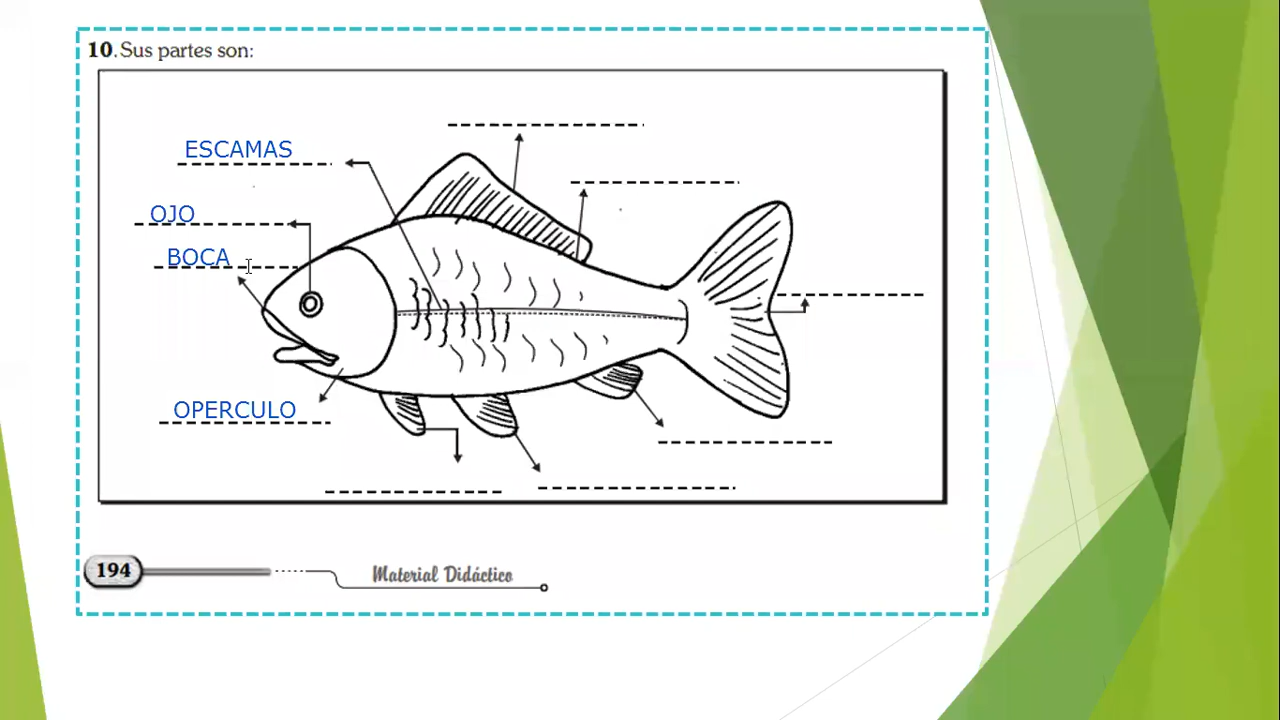 10. Sus partes son:
ESCAMAS
OJO
BOCA
OPERCULO
194
Material Didáctico